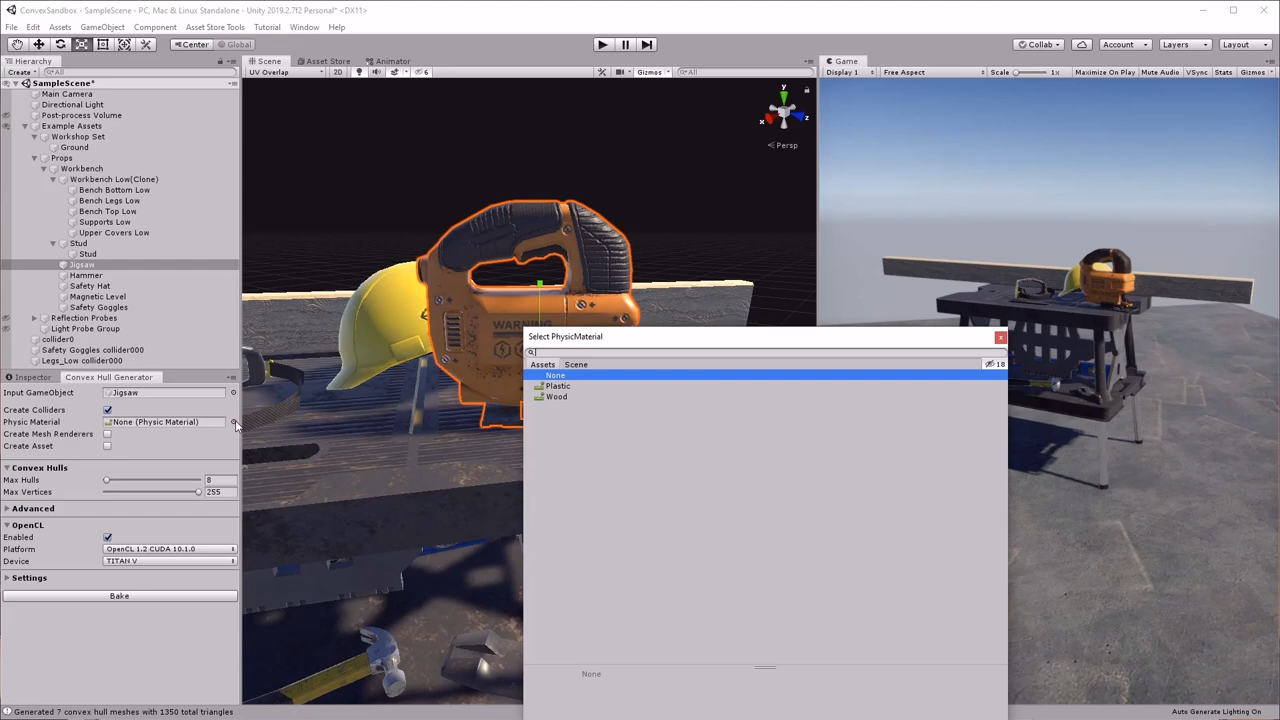 ConvexSandbox - SampleScene - PC, Mac & Linux Standalone - Unity 2019.2.7f2 Personal* <DX11>
File Edit Assets GameObject Component Asset Store Tools Tutorial Window Help
Center Global Collab Account Layers Layout
Hierarchy Scene Asset Store Animator Game
Create All UV Overlap 2D 6 Gizmos All Display 1 Free Aspect Scale 1x Maximize On Play Mute Audio VSync Stats Gizmos
SampleScene*
Main Camera
Directional Light
Post-process Volume
Example Assets
Workshop Set
Ground
Props
Workbench
Workbench Low(Clone)
Bench Bottom Low
Bench Legs Low
Bench Top Low
Supports Low
Upper Covers Low
Stud
Stud
Jigsaw
Hammer
Safety Hat
Magnetic Level
Safety Goggles
Reflection Probes
Light Probe Group
collider0
Safety Goggles collider000
Legs_Low collider000
y
x z
Persp
WARNING
Inspector Convex Hull Generator
Input GameObject Jigsaw
Create Colliders
Physic Material None (Physic Material)
Create Mesh Renderers
Create Asset
Convex Hulls
Max Hulls 8
Max Vertices 255
Advanced
OpenCL
Enabled
Platform OpenCL 1.2 CUDA 10.1.0
Device TITAN V
Settings
Bake
Select PhysicMaterial x
Assets Scene 18
None
Plastic
Wood
None
Generated 7 convex hull meshes with 1350 total triangles Auto Generate Lighting On